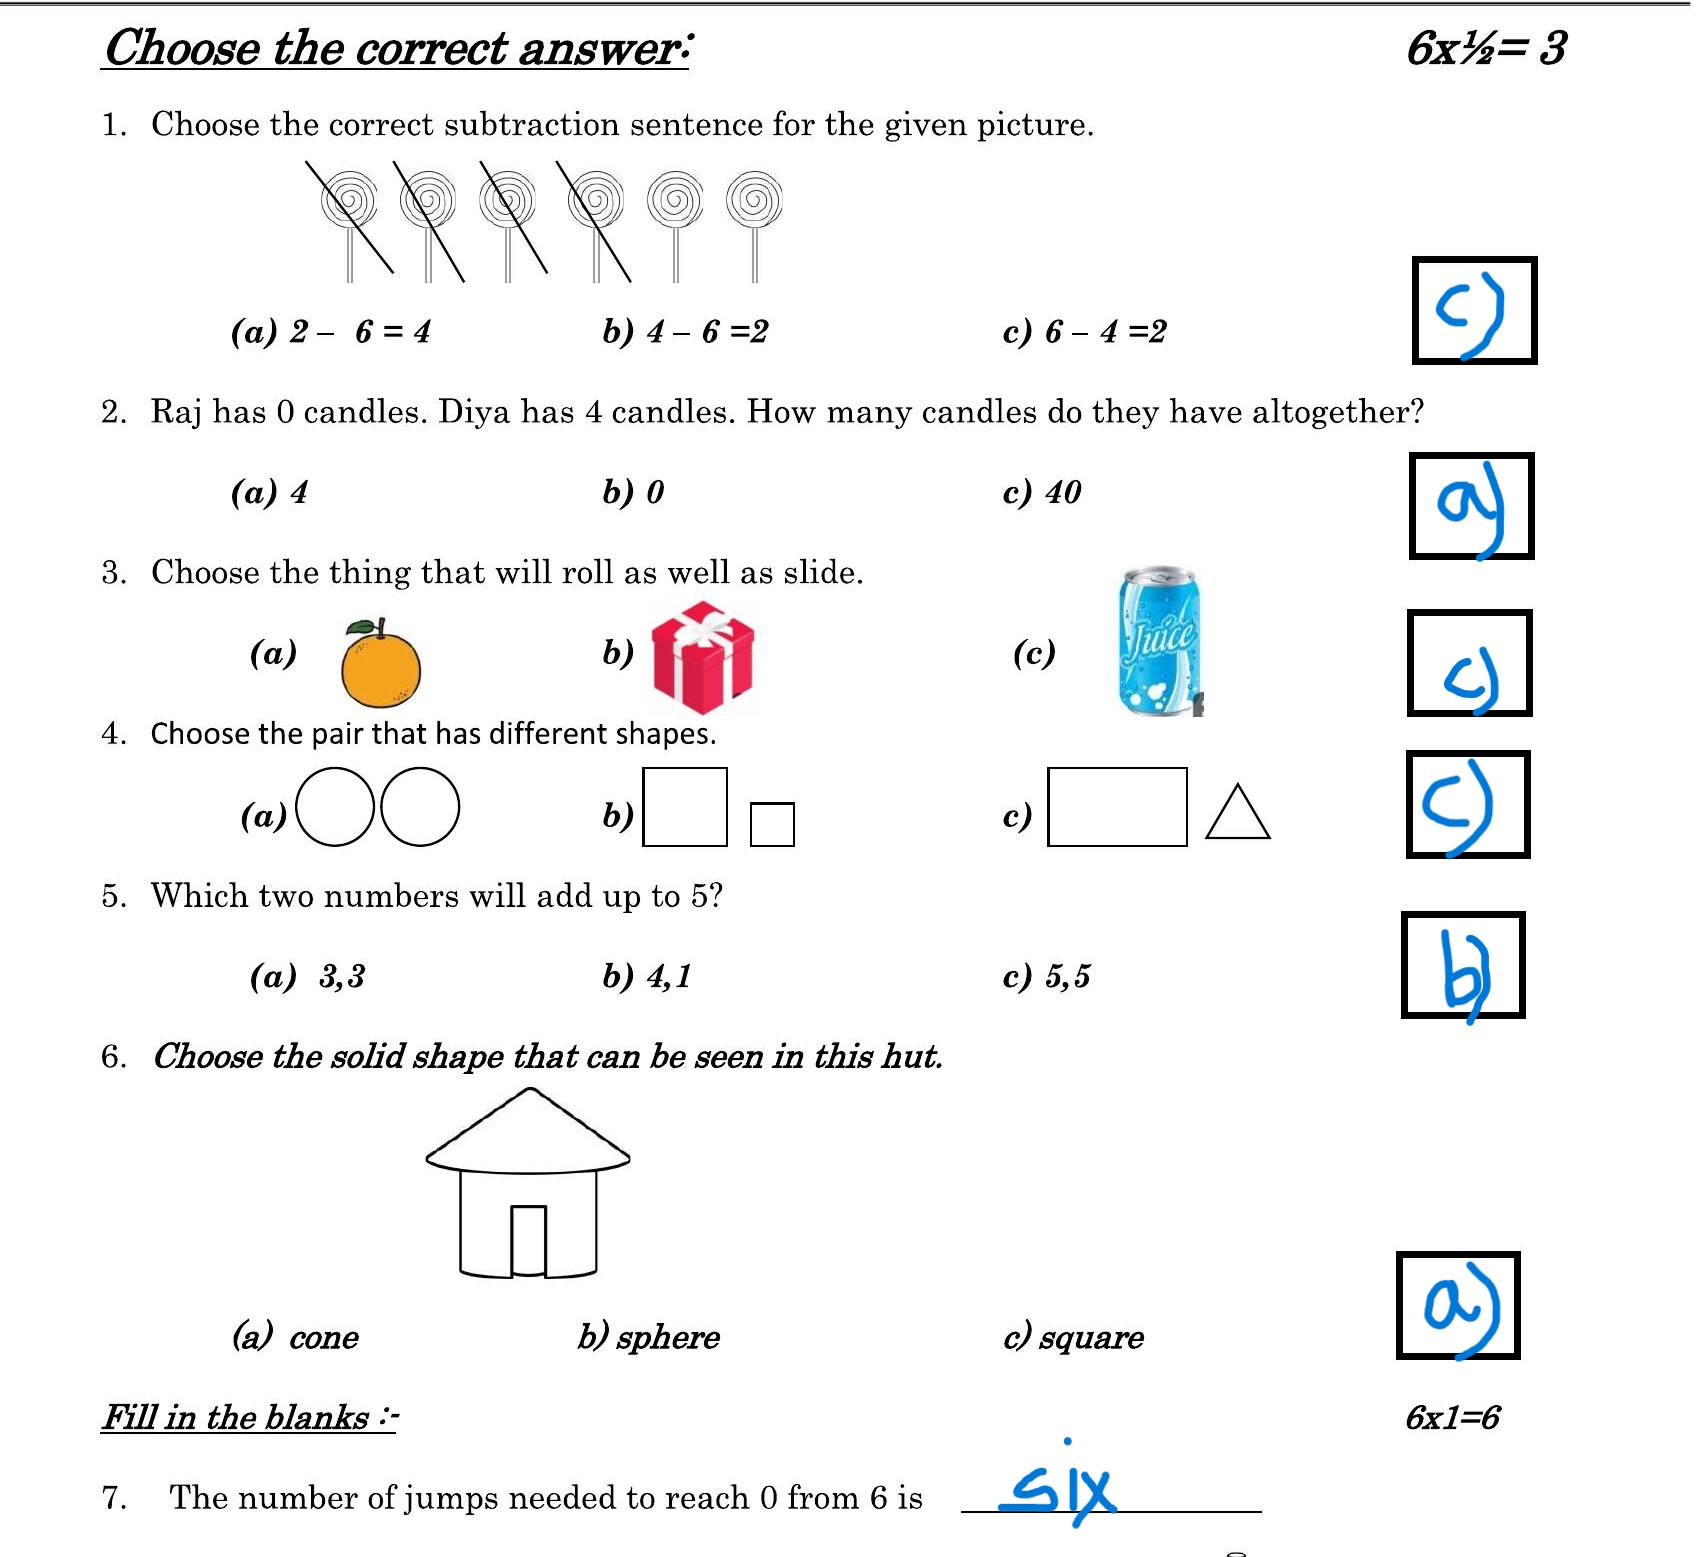 Choose the correct answer: 6x½= 3
1. Choose the correct subtraction sentence for the given picture.
(a) 2 – 6 = 4 b) 4 – 6 =2 c) 6 – 4 =2 c)
2. Raj has 0 candles. Diya has 4 candles. How many candles do they have altogether?
(a) 4 b) 0 c) 40 a)
3. Choose the thing that will roll as well as slide.
(a) b) (c) Juice c)
4. Choose the pair that has different shapes.
(a) b) c) c)
5. Which two numbers will add up to 5?
(a) 3,3 b) 4,1 c) 5,5 b)
6. Choose the solid shape that can be seen in this hut.
(a) cone b) sphere c) square a)
Fill in the blanks :- 6x1=6
7. The number of jumps needed to reach 0 from 6 is six